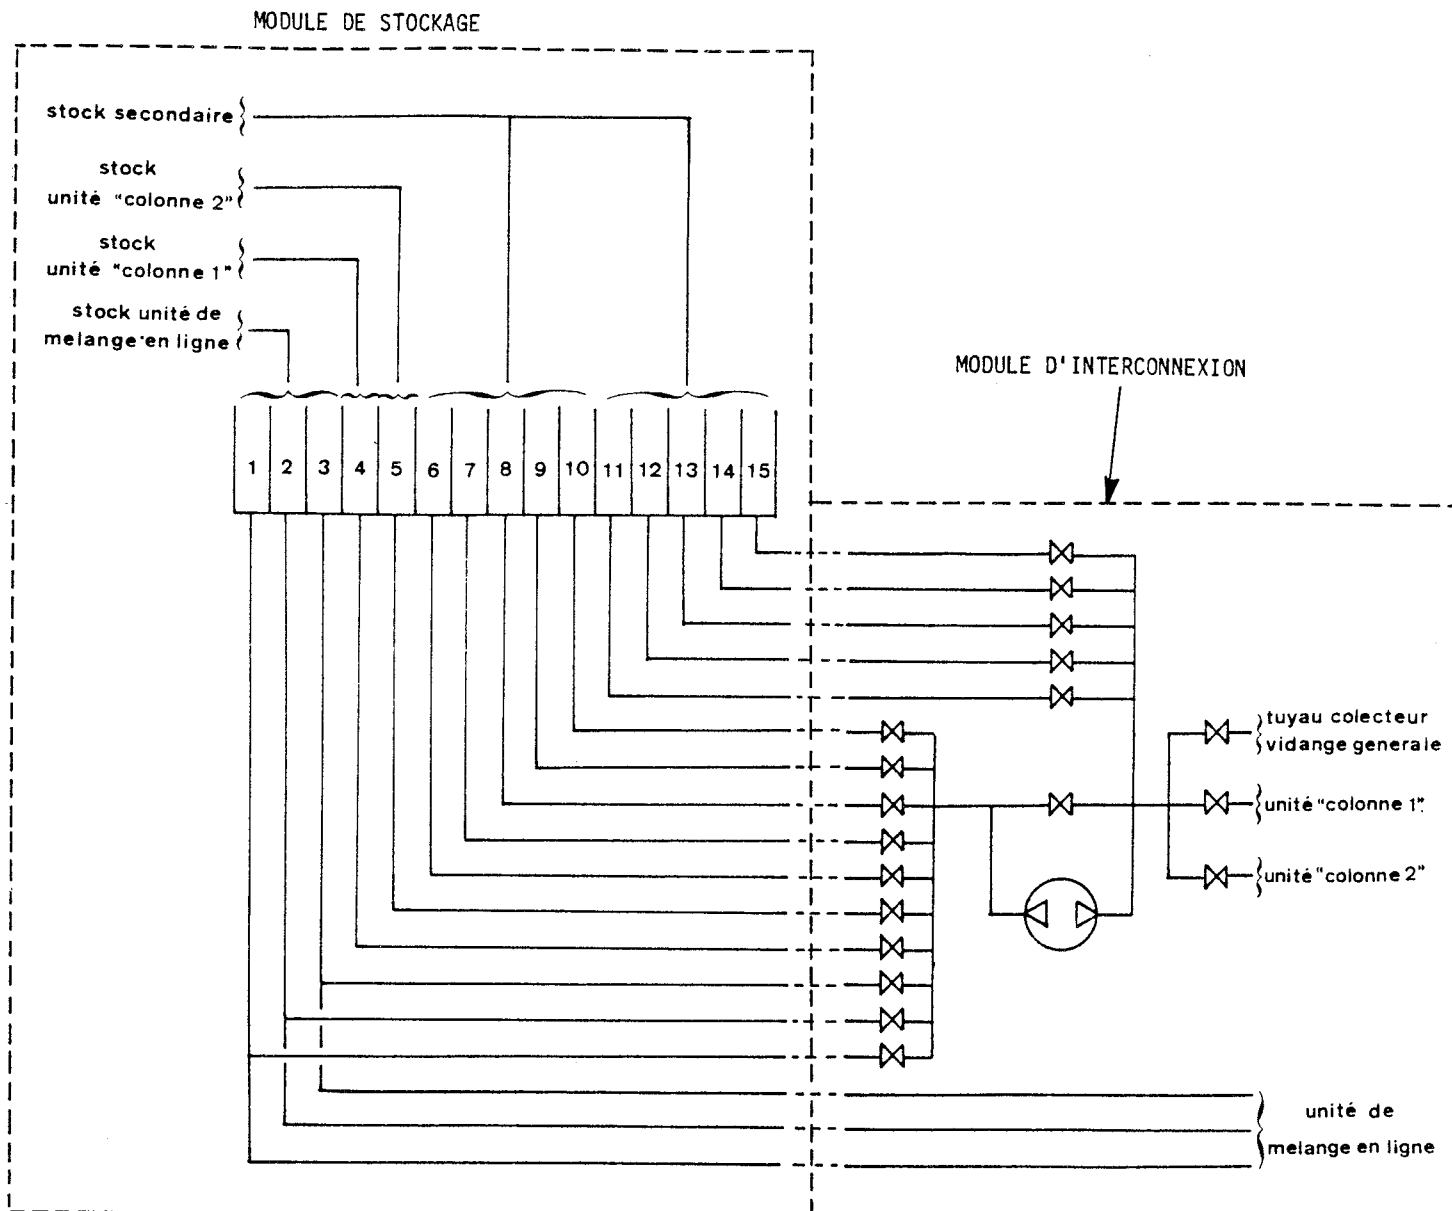 MODULE DE STOCKAGE
stock secondaire
stock
unité "colonne 2"
stock
unité "colonne 1"
stock unité de
melange en ligne
MODULE D'INTERCONNEXION
1 2 3 4 5 6 7 8 9 10 11 12 13 14 15
tuyau colecteur
vidange generale
unité "colonne 1"
unité "colonne 2"
unité de
melange en ligne